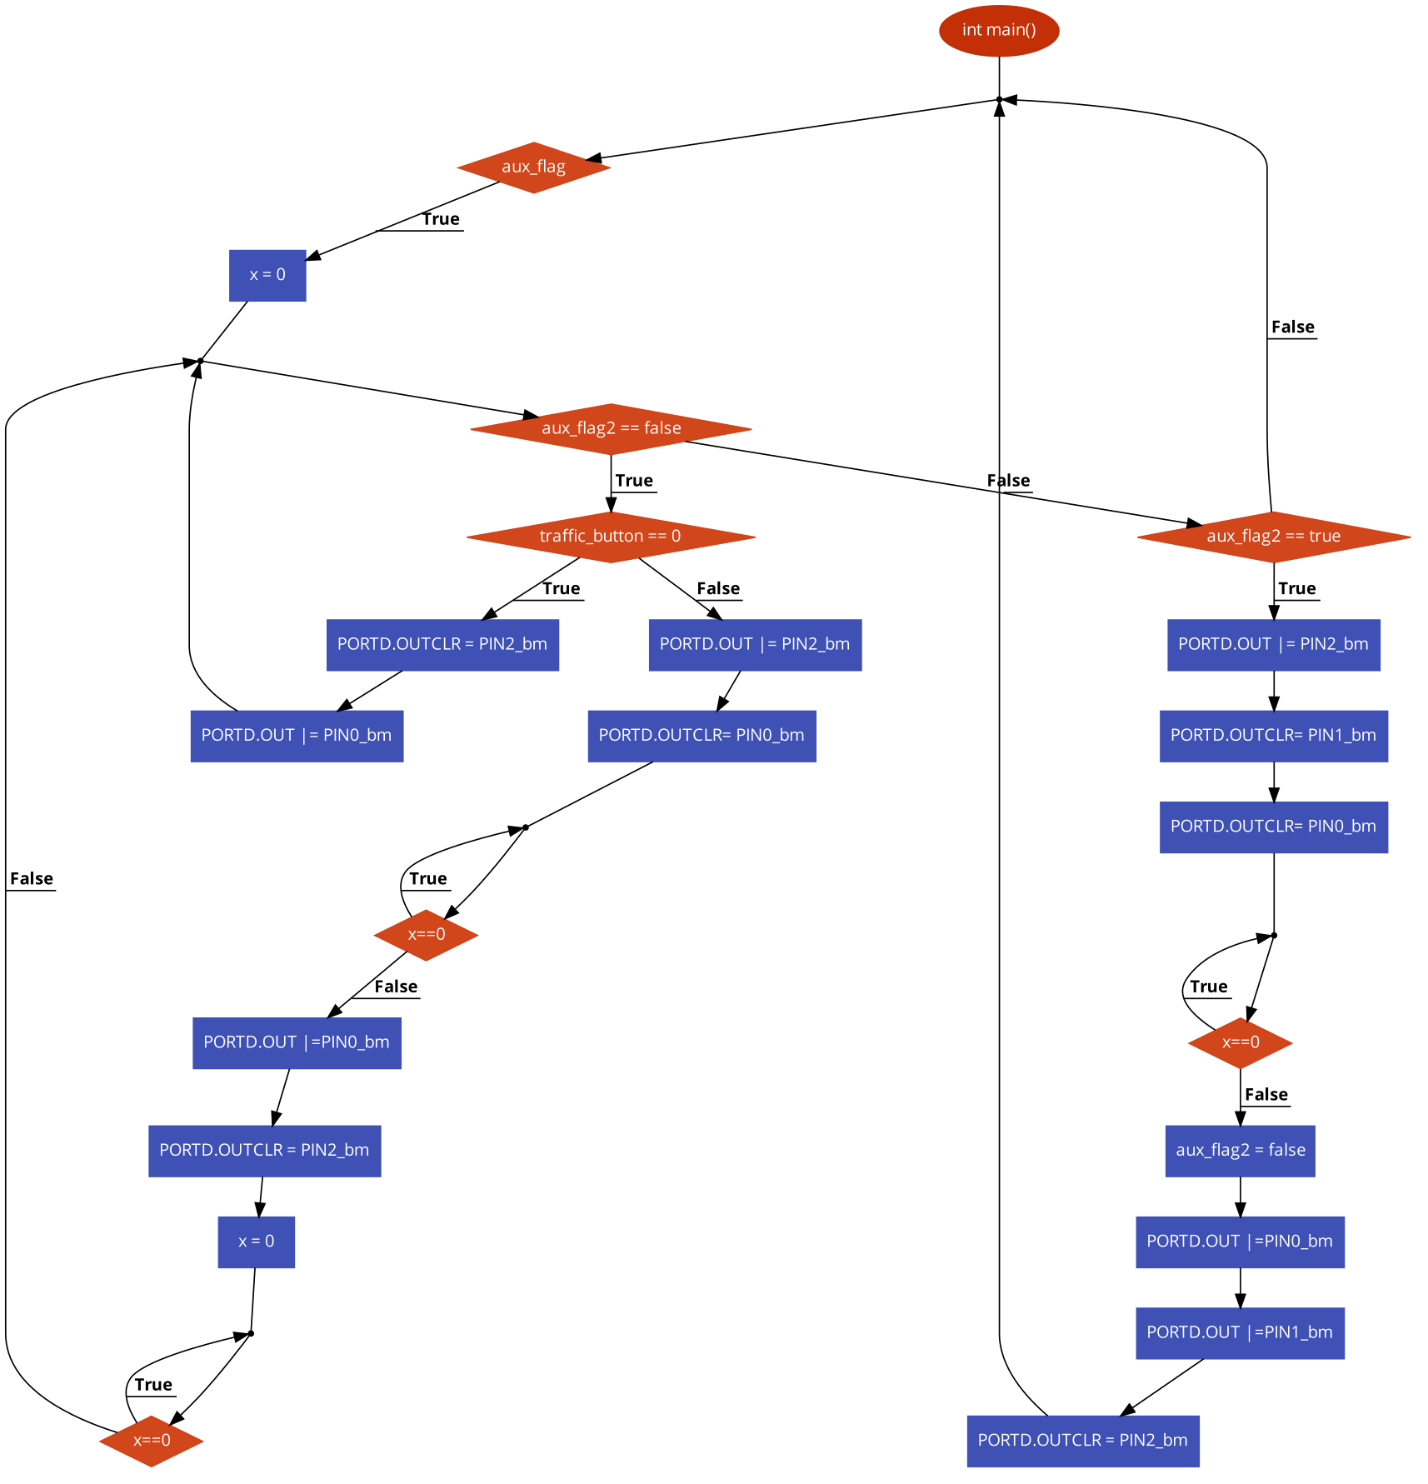 int main()
aux_flag
True
x = 0
False
aux_flag2 == false
True
False
traffic_button == 0
aux_flag2 == true
True
False
True
PORTD.OUTCLR = PIN2_bm
PORTD.OUT |= PIN2_bm
PORTD.OUT |= PIN2_bm
PORTD.OUT |= PIN0_bm
PORTD.OUTCLR= PIN0_bm
PORTD.OUTCLR= PIN1_bm
PORTD.OUTCLR= PIN0_bm
False
True
x==0
False
True
PORTD.OUT |=PIN0_bm
x==0
False
PORTD.OUTCLR = PIN2_bm
aux_flag2 = false
x = 0
PORTD.OUT |=PIN0_bm
PORTD.OUT |=PIN1_bm
True
x==0
PORTD.OUTCLR = PIN2_bm